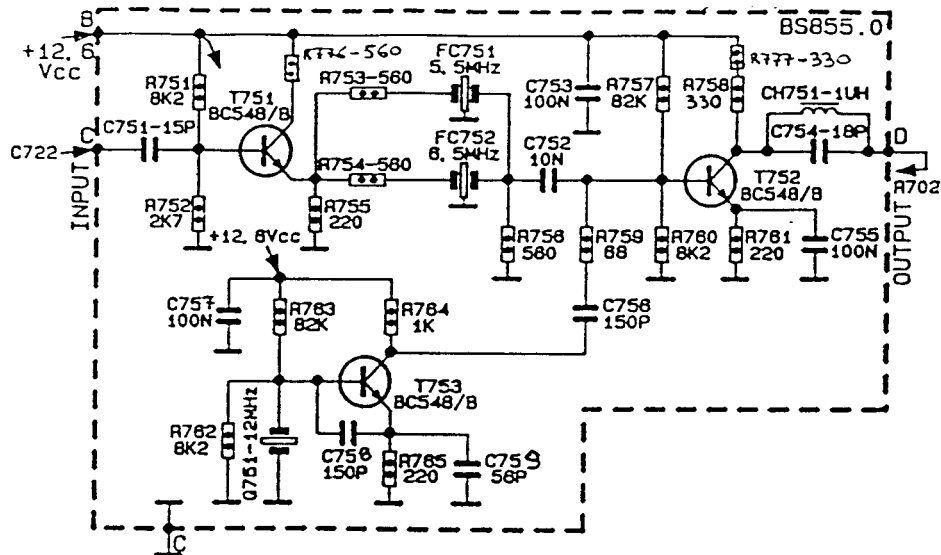 B
+12.6
Vcc
BS855.0
R776-560
FC751
5.5MHz
R753-560
R751
8K2
T751
BC548/B
C753
100N
R757
82K
R758
330
R777-330
CH751-1UH
C754-18P
C
C722
C751-15P
INPUT
FC752
6.5MHz
R754-560
C752
10N
T752
BC548/B
D
R702
OUTPUT
R752
2K7
R755
220
R756
560
R759
68
R760
8K2
R761
220
C755
100N
+12,6Vcc
C757
100N
R763
82K
R764
1K
C756
150P
T753
BC548/B
R762
8K2
Q751-12MHz
C758
150P
R765
220
C759
56P
C